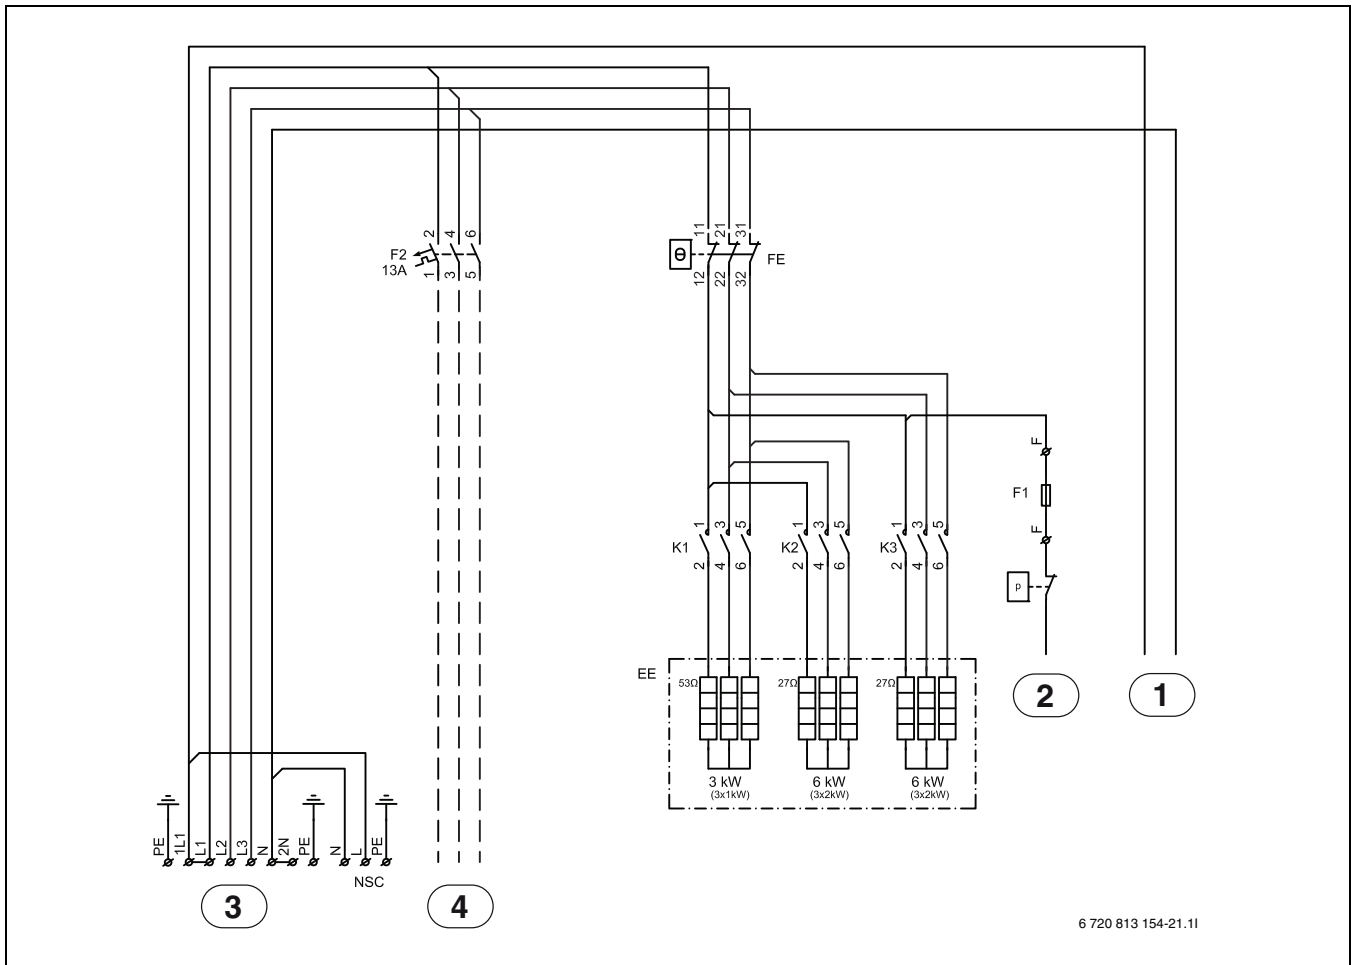 2 4 6
F2
13A
1 3 5
11 21 31
Θ
FE
12 22 32
F
F1
F
1 3 5
K1
2 4 6
1 3 5
K2
2 4 6
1 3 5
K3
2 4 6
p
EE
53Ω
27Ω
27Ω
2
1
3 kW
(3x1kW)
6 kW
(3x2kW)
6 kW
(3x2kW)
PE 1L1 L1 L2 L3 N 2N PE N L PE
NSC
3
4
6 720 813 154-21.1I